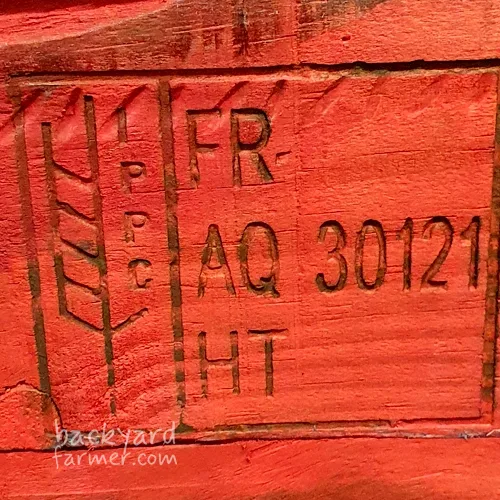 IPPC
FR-
AQ 30121
HT
backyard
farmer.com